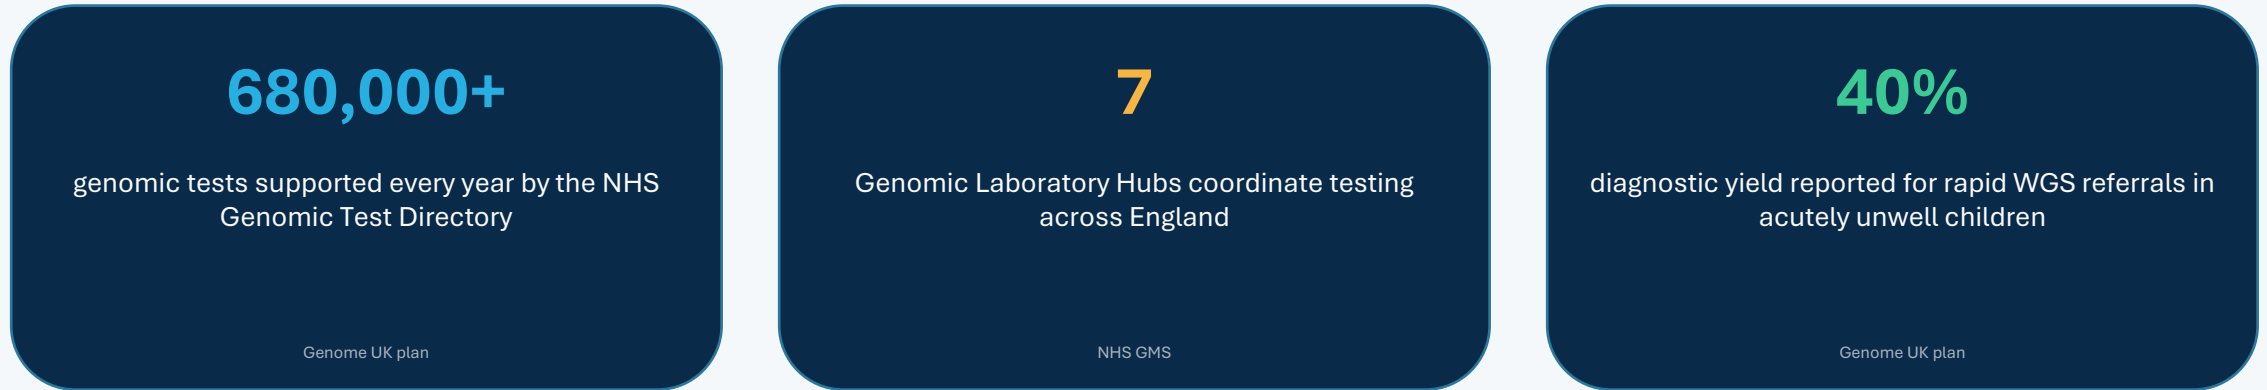 680,000+
genomic tests supported every year by the NHS
Genomic Test Directory
Genome UK plan
7
Genomic Laboratory Hubs coordinate testing
across England
NHS GMS
40%
diagnostic yield reported for rapid WGS referrals in
acutely unwell children
Genome UK plan